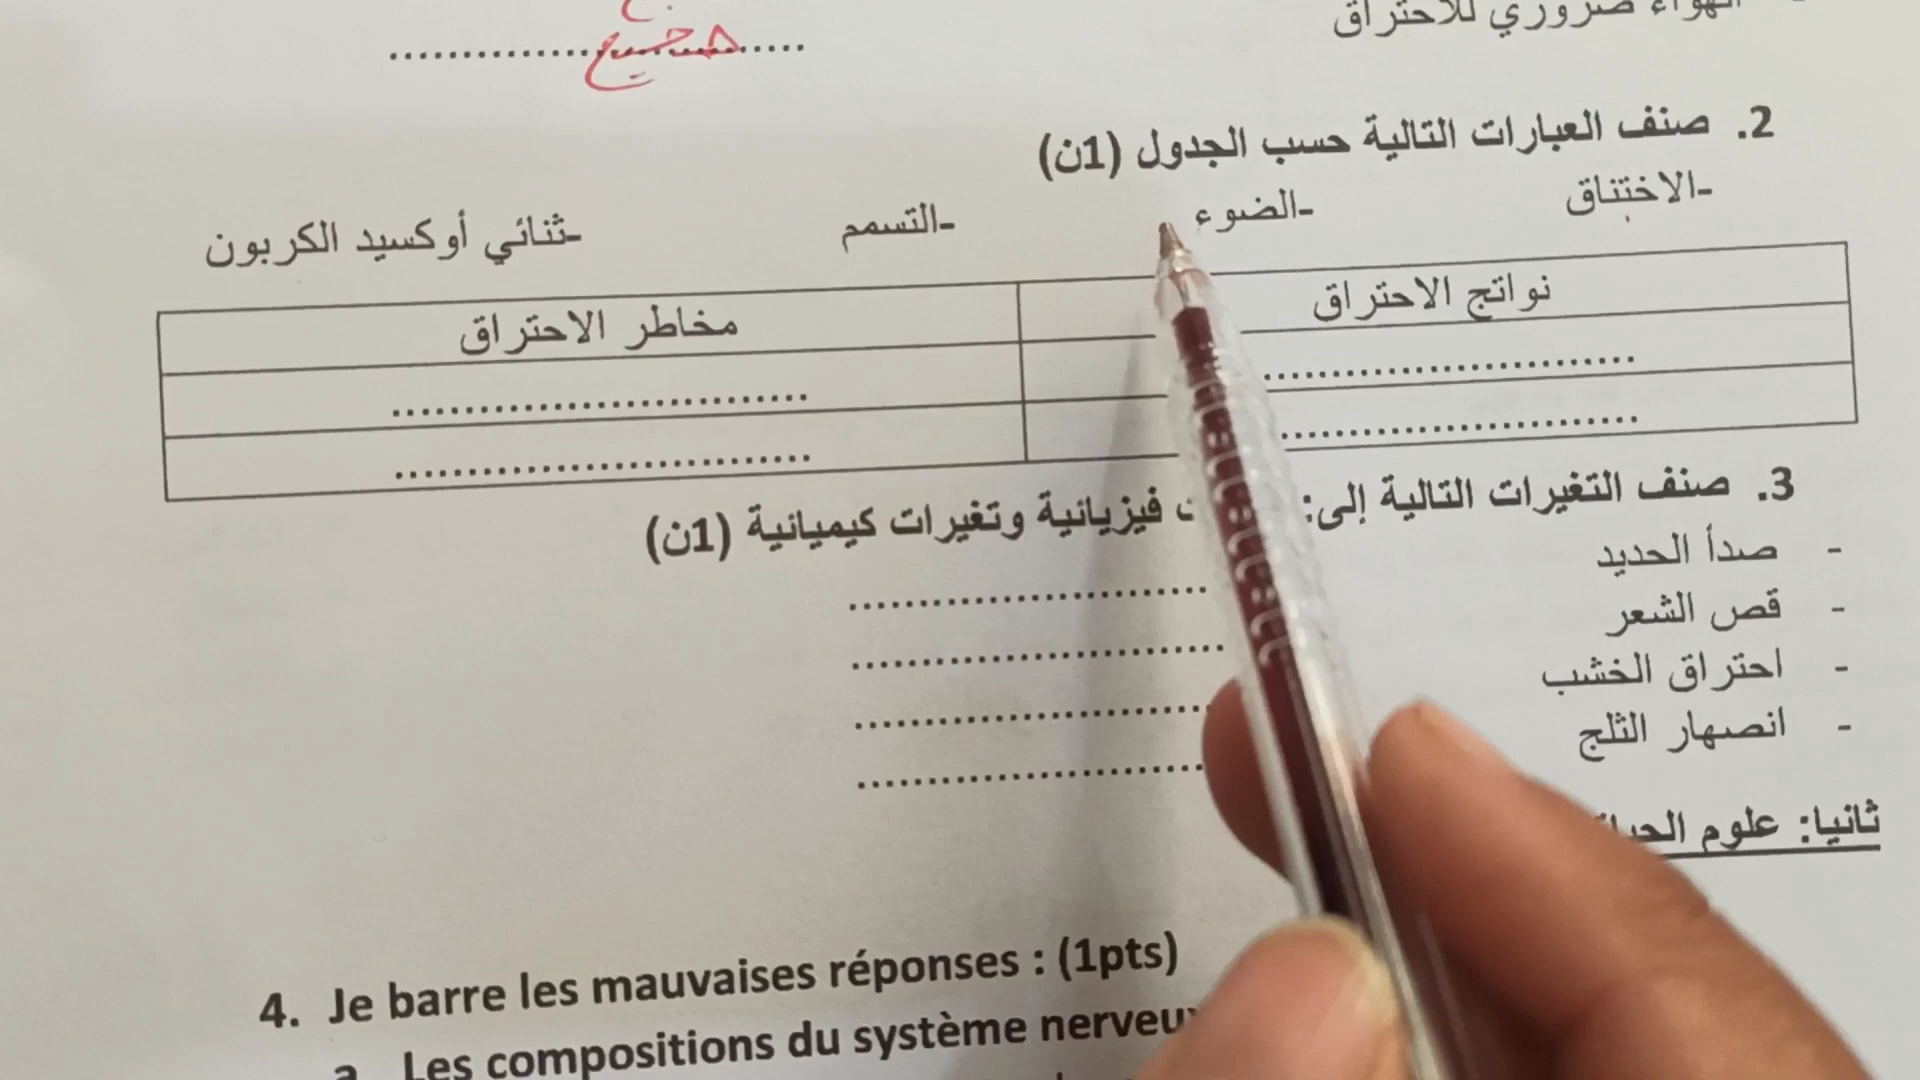 الهواء ضروري للاحتراق
صحيح
2. صنف العبارات التالية حسب الجدول (1ن)
-الاختناق -الضوء -التسمم -ثنائي أوكسيد الكربون
نواتج الاحتراق مخاطر الاحتراق
3. صنف التغيرات التالية إلى: فيزيائية وتغيرات كيميائية (1ن)
- صدأ الحديد
- قص الشعر
- احتراق الخشب
- انصهار الثلج
ثانيا: علوم
4. Je barre les mauvaises réponses : (1pts)
a Les compositions du système